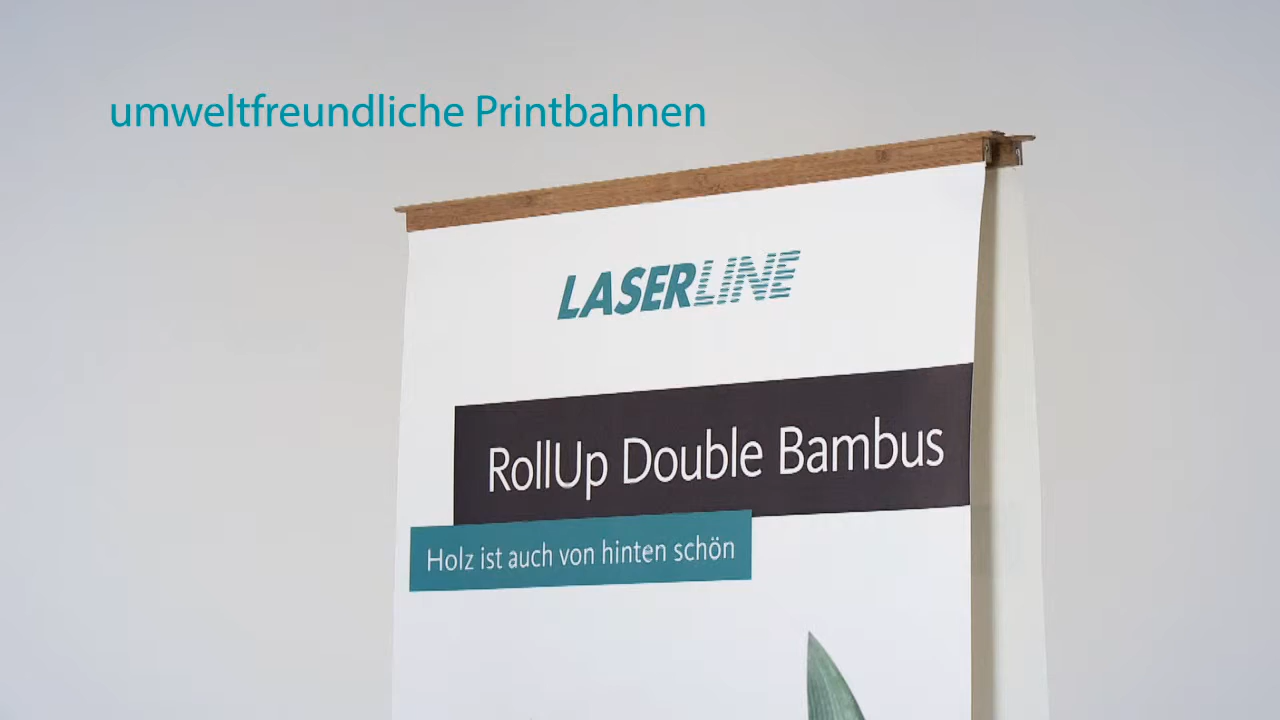 umweltfreundliche Printbahnen
LASERLINE
RollUp Double Bambus
Holz ist auch von hinten schön